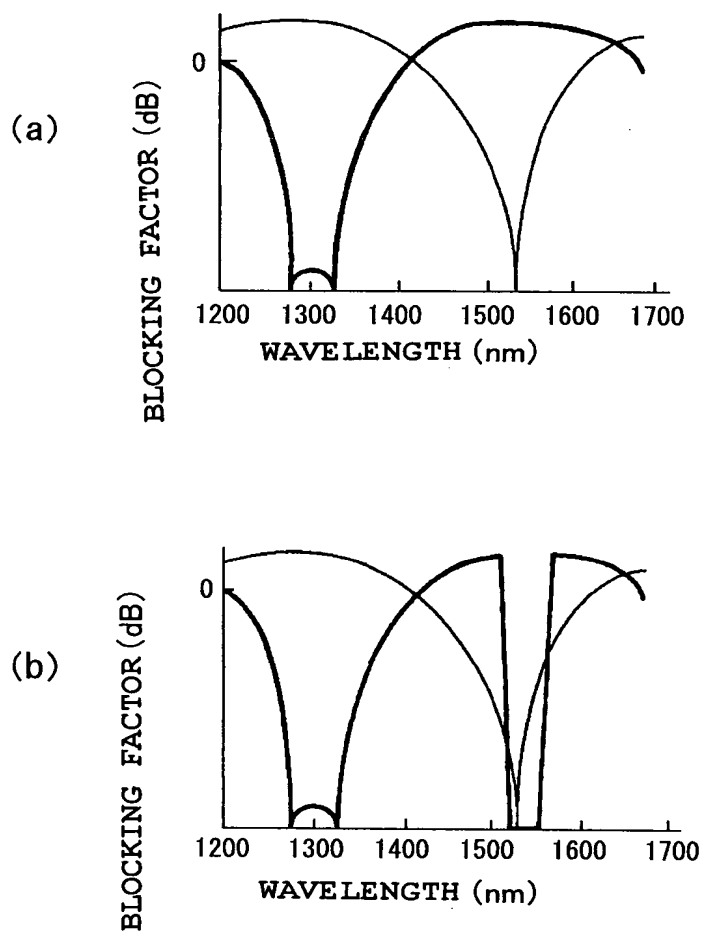 (a)
BLOCKING FACTOR (dB)
0
1200 1300 1400 1500 1600 1700
WAVELENGTH (nm)
(b)
BLOCKING FACTOR (dB)
0
1200 1300 1400 1500 1600 1700
WAVELENGTH (nm)